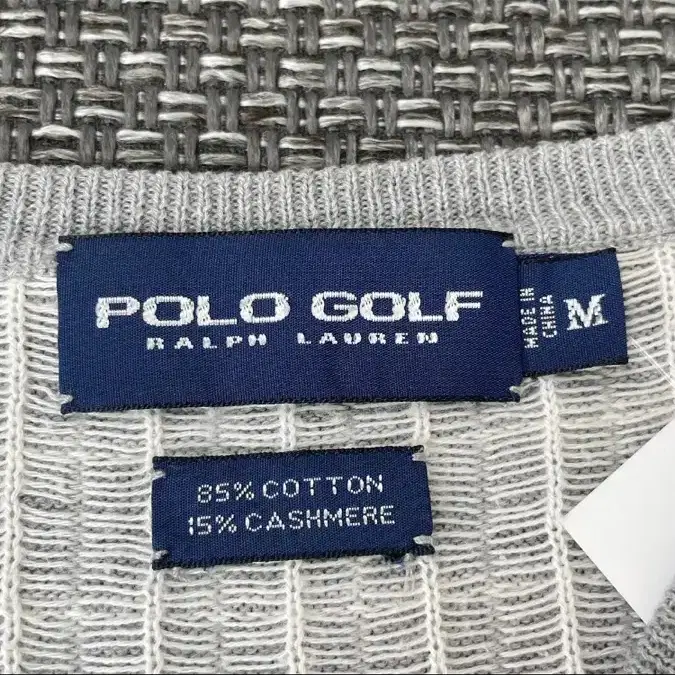 POLO GOLF
RALPH LAUREN
MADE IN
CHINA
M
85% COTTON
15% CASHMERE